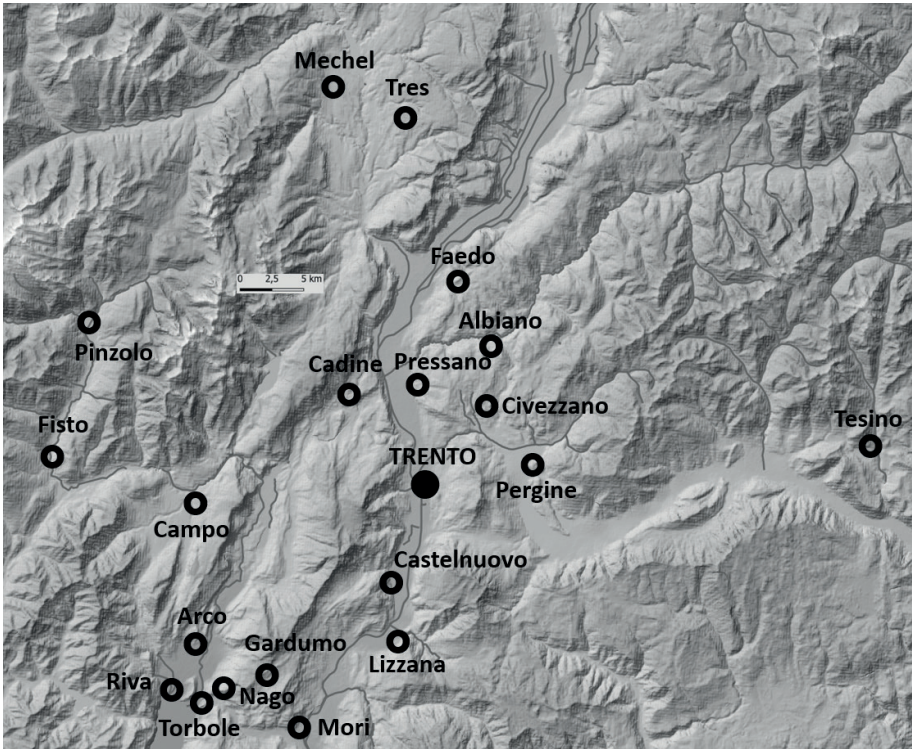 Mechel
Tres
Faedo
0 2,5 5 km
Albiano
Pinzolo
Cadine
Pressano
Civezzano
Fisto
Tesino
TRENTO
Pergine
Campo
Castelnuovo
Arco
Gardumo
Lizzana
Riva
Nago
Torbole
Mori